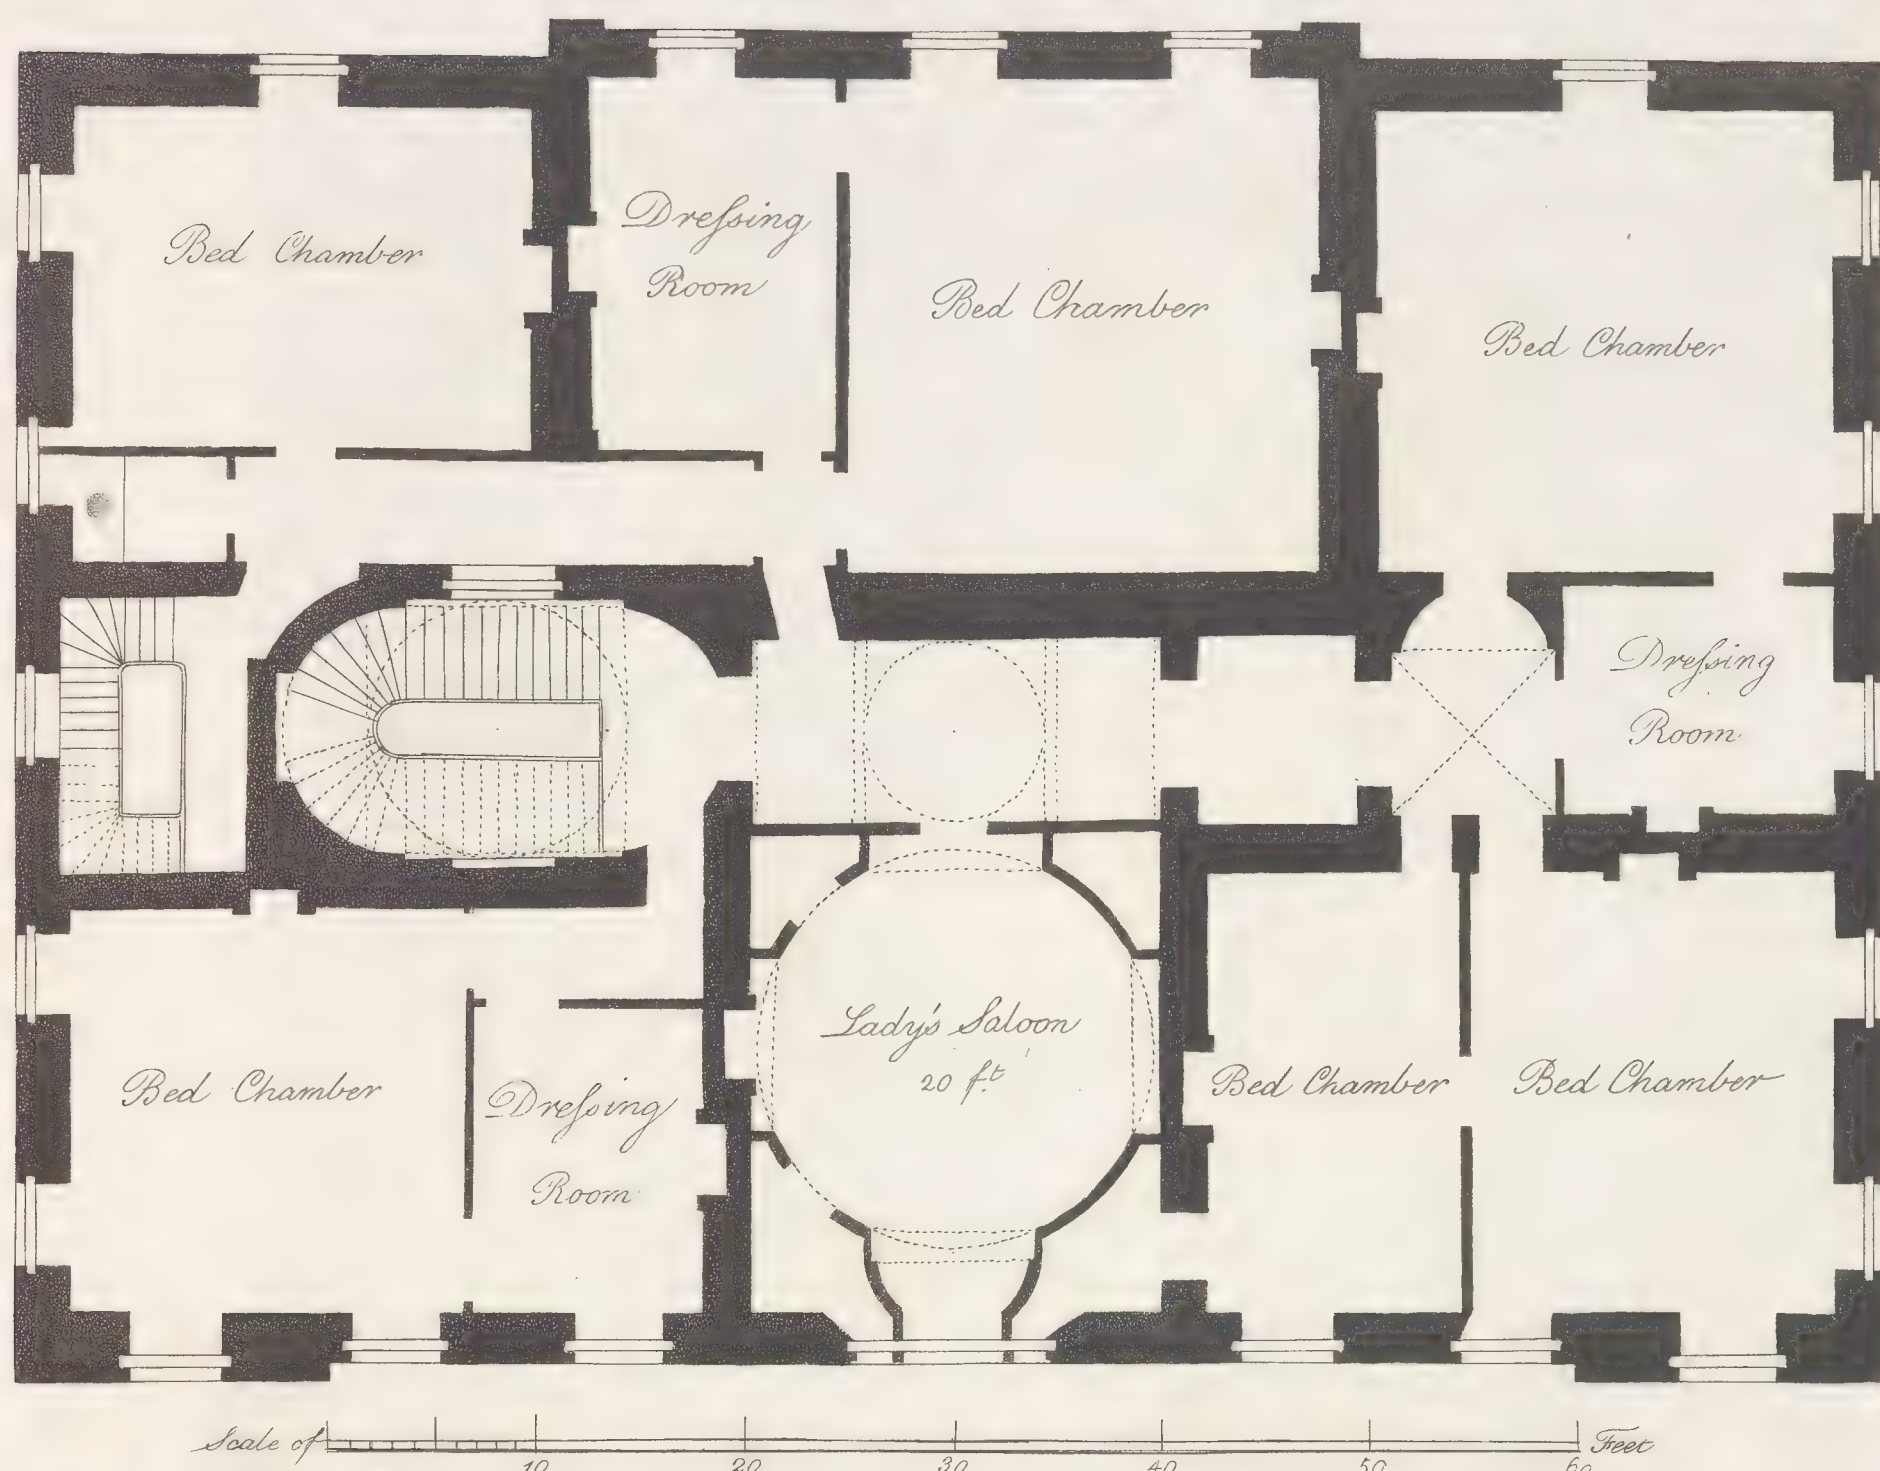 Bed Chamber
Dreſsing
Room
Bed Chamber
Bed Chamber
Dreſsing
Room
Lady's Saloon
20 ft
Bed Chamber
Dreſsing
Room
Bed Chamber
Bed Chamber
Scale of
Feet
10 20 30 40 50 60